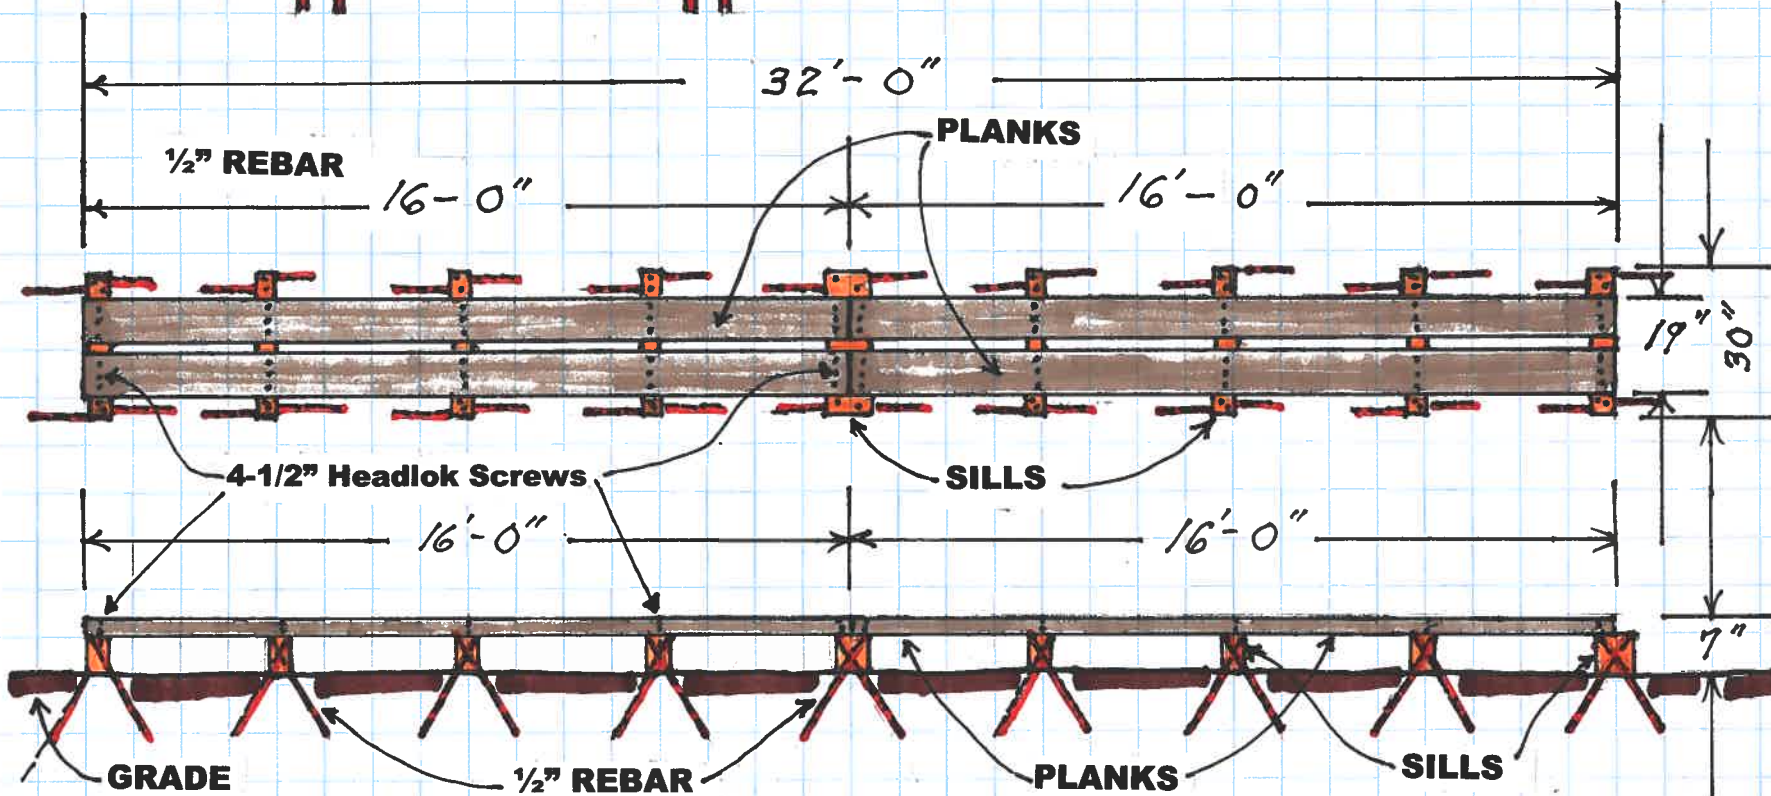 32'-0"
PLANKS
½" REBAR
16-0"
16'-0"
19"
30"
4-1/2" Headlok Screws
SILLS
16'-0"
16'-0"
7"
GRADE
½" REBAR
PLANKS
SILLS